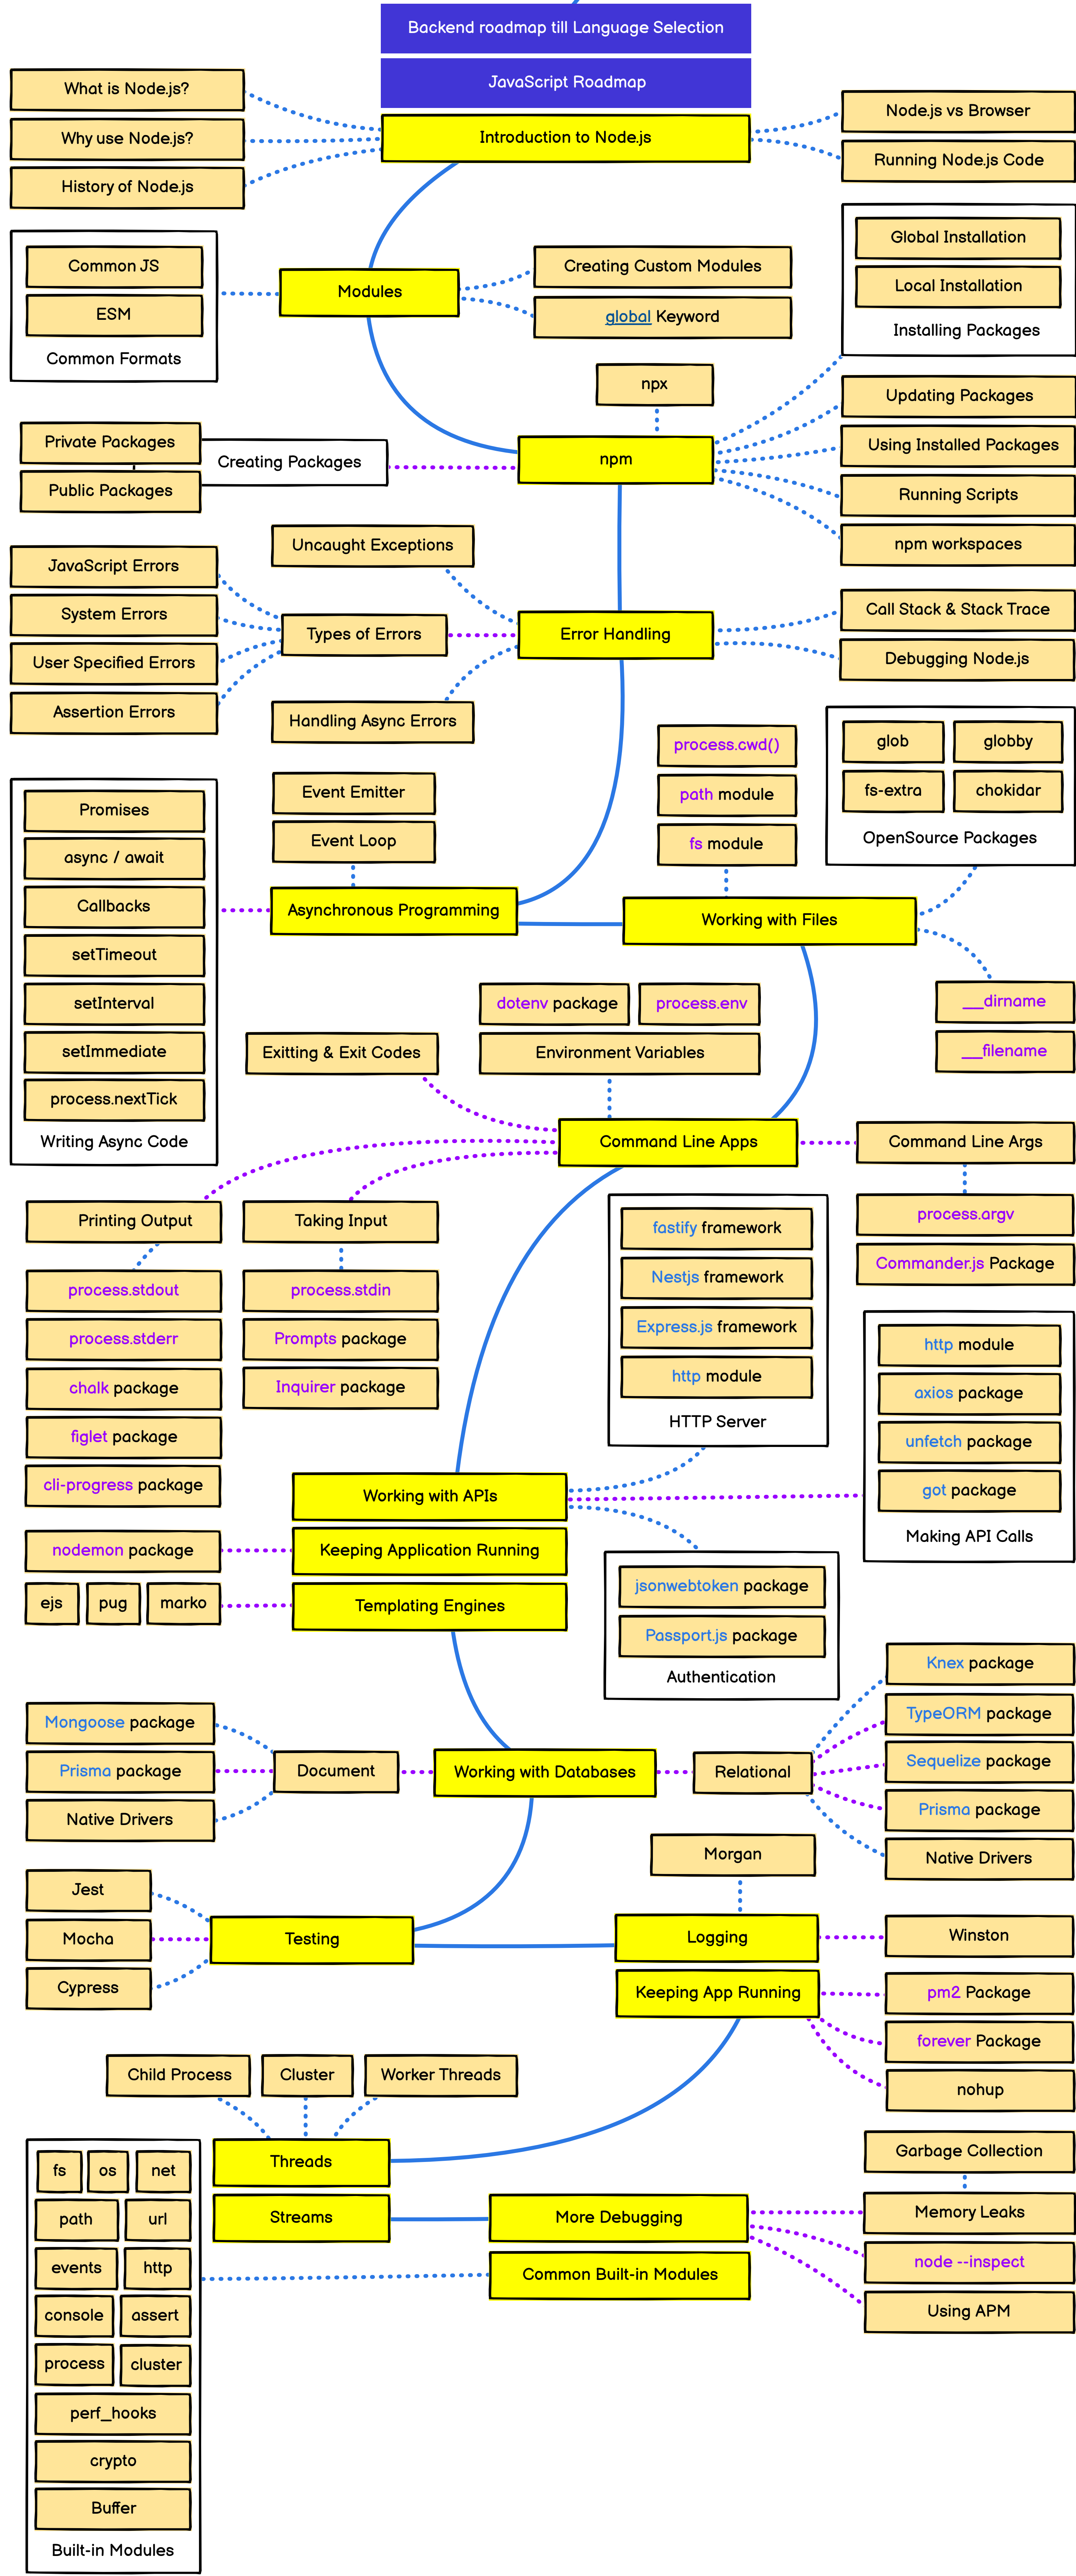 Backend roadmap till Language Selection
JavaScript Roadmap
What is Node.js?
Why use Node.js?
History of Node.js
Introduction to Node.js
Node.js vs Browser
Running Node.js Code
Common JS
ESM
Common Formats
Modules
Creating Custom Modules
global Keyword
Global Installation
Local Installation
Installing Packages
npx
Private Packages
Public Packages
Creating Packages
npm
Updating Packages
Using Installed Packages
Running Scripts
npm workspaces
Uncaught Exceptions
JavaScript Errors
System Errors
User Specified Errors
Assertion Errors
Types of Errors
Handling Async Errors
Error Handling
Call Stack & Stack Trace
Debugging Node.js
process.cwd()
path module
fs module
glob
globby
fs-extra
chokidar
OpenSource Packages
Event Emitter
Event Loop
Promises
async / await
Callbacks
setTimeout
setInterval
setImmediate
process.nextTick
Writing Async Code
Asynchronous Programming
Working with Files
__dirname
__filename
dotenv package
process.env
Exitting & Exit Codes
Environment Variables
Command Line Apps
Command Line Args
process.argv
Commander.js Package
Printing Output
Taking Input
process.stdout
process.stderr
chalk package
figlet package
cli-progress package
process.stdin
Prompts package
Inquirer package
fastify framework
Nestjs framework
Express.js framework
http module
HTTP Server
http module
axios package
unfetch package
got package
Making API Calls
Working with APIs
nodemon package
Keeping Application Running
ejs
pug
marko
Templating Engines
jsonwebtoken package
Passport.js package
Authentication
Mongoose package
Prisma package
Native Drivers
Document
Working with Databases
Relational
Knex package
TypeORM package
Sequelize package
Prisma package
Native Drivers
Morgan
Jest
Mocha
Cypress
Testing
Logging
Winston
Keeping App Running
pm2 Package
forever Package
nohup
Child Process
Cluster
Worker Threads
Threads
Streams
More Debugging
Garbage Collection
Memory Leaks
node --inspect
Using APM
Common Built-in Modules
fs
os
net
path
url
events
http
console
assert
process
cluster
perf_hooks
crypto
Buffer
Built-in Modules